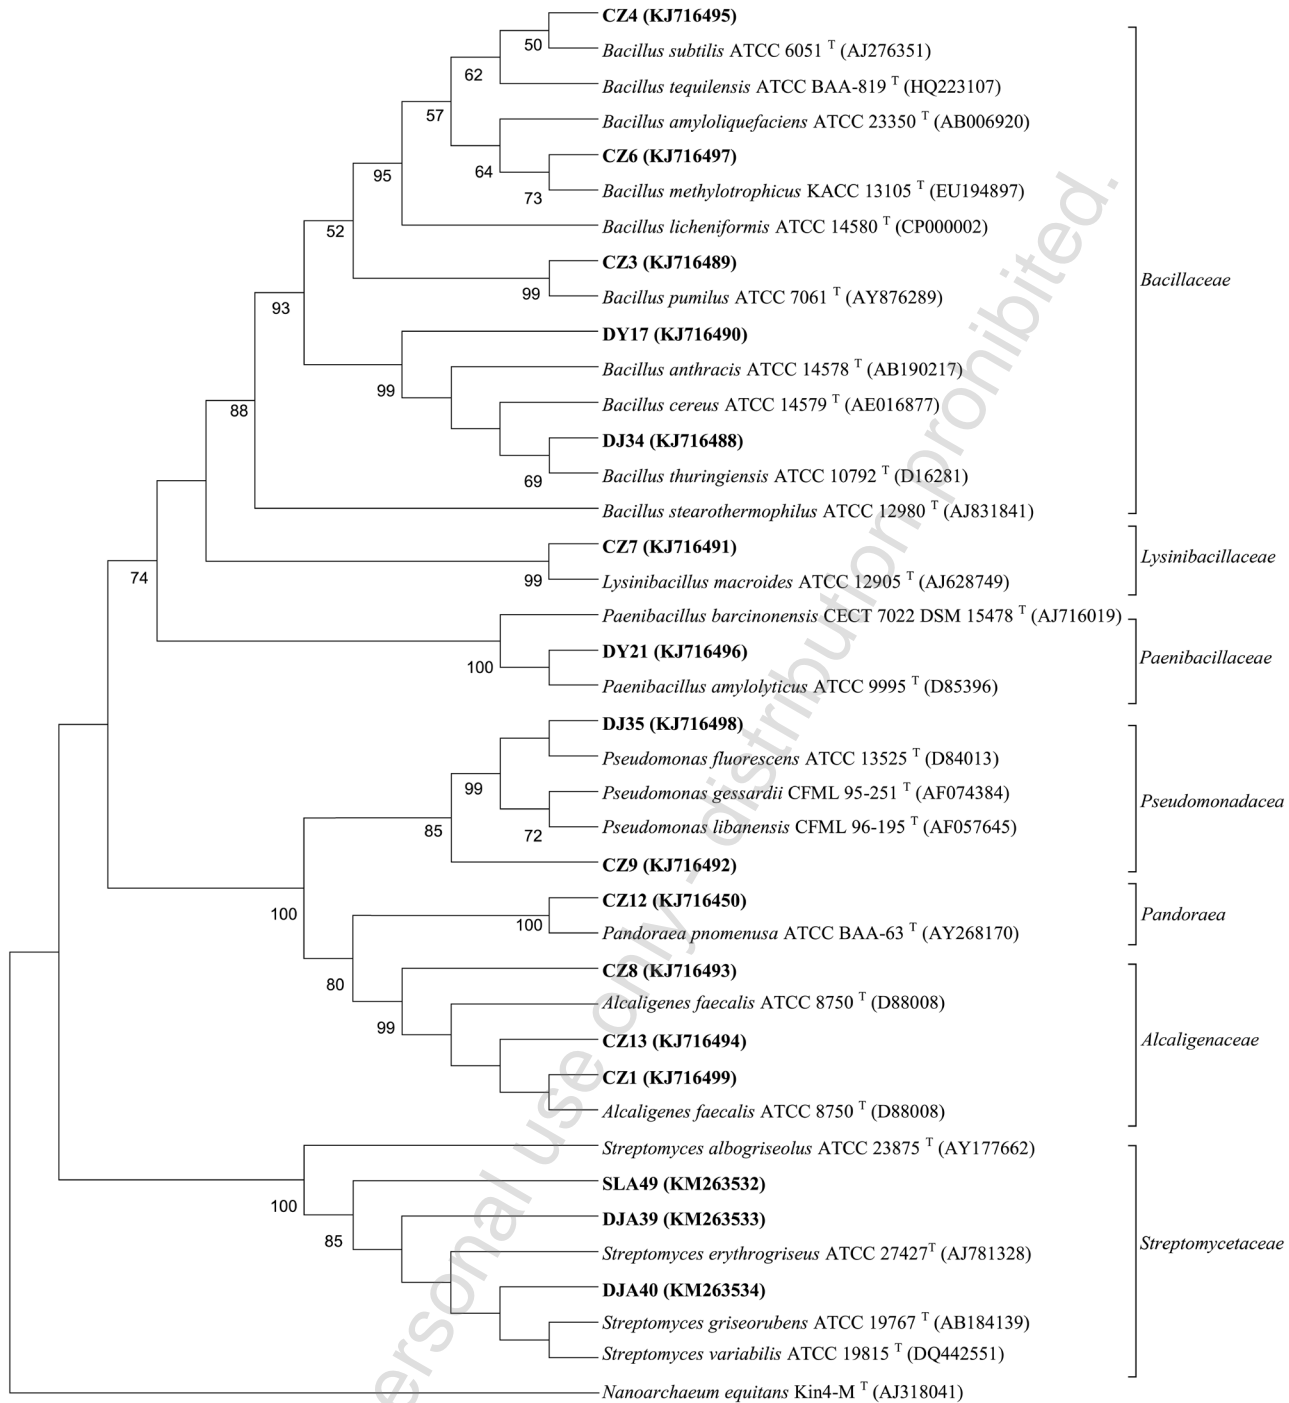 CZ4 (KJ716495)
50
Bacillus subtilis ATCC 6051 T (AJ276351)
62
Bacillus tequilensis ATCC BAA-819 T (HQ223107)
57
Bacillus amyloliquefaciens ATCC 23350 T (AB006920)
CZ6 (KJ716497)
64
95
73
Bacillus methylotrophicus KACC 13105 T (EU194897)
Bacillus licheniformis ATCC 14580 T (CP000002)
52
CZ3 (KJ716489)
Bacillaceae
99
Bacillus pumilus ATCC 7061 T (AY876289)
93
DY17 (KJ716490)
Bacillus anthracis ATCC 14578 T (AB190217)
99
Bacillus cereus ATCC 14579 T (AE016877)
88
DJ34 (KJ716488)
69
Bacillus thuringiensis ATCC 10792 T (D16281)
Bacillus stearothermophilus ATCC 12980 T (AJ831841)
CZ7 (KJ716491)
Lysinibacillaceae
74
99
Lysinibacillus macroides ATCC 12905 T (AJ628749)
Paenibacillus barcinonensis CECT 7022 DSM 15478 T (AJ716019)
DY21 (KJ716496)
Paenibacillaceae
100
Paenibacillus amylolyticus ATCC 9995 T (D85396)
DJ35 (KJ716498)
Pseudomonas fluorescens ATCC 13525 T (D84013)
99
Pseudomonas gessardii CFML 95-251 T (AF074384)
Pseudomonadacea
85
72
Pseudomonas libanensis CFML 96-195 T (AF057645)
CZ9 (KJ716492)
CZ12 (KJ716450)
100
100
Pandoraea
Pandoraea pnomenusa ATCC BAA-63 T (AY268170)
CZ8 (KJ716493)
80
Alcaligenes faecalis ATCC 8750 T (D88008)
99
CZ13 (KJ716494)
Alcaligenaceae
CZ1 (KJ716499)
Alcaligenes faecalis ATCC 8750 T (D88008)
Streptomyces albogriseolus ATCC 23875 T (AY177662)
SLA49 (KM263532)
100
DJA39 (KM263533)
85
Streptomycetaceae
Streptomyces erythrogriseus ATCC 27427T (AJ781328)
DJA40 (KM263534)
Streptomyces griseorubens ATCC 19767 T (AB184139)
Streptomyces variabilis ATCC 19815 T (DQ442551)
Nanoarchaeum equitans Kin4-M T (AJ318041)
ersonal use only - distribution prohibited.